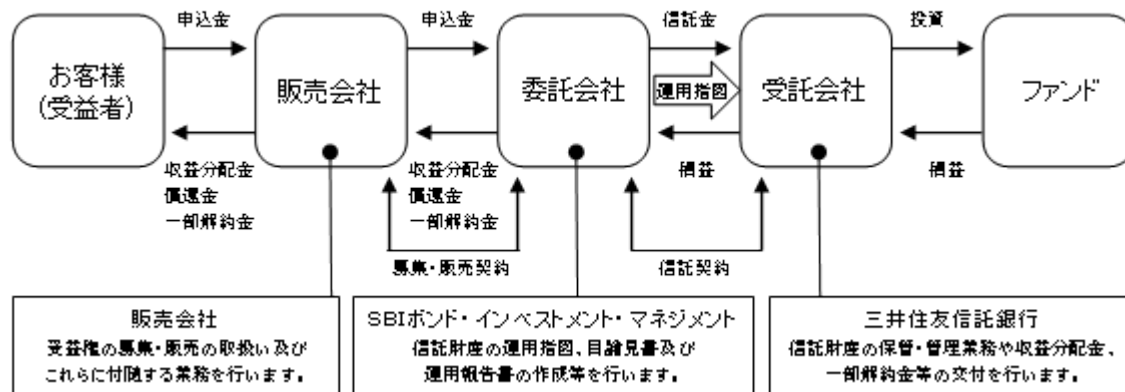 申込金
申込金
信託金
投資
お客様
(受益者)
販売会社
委託会社
運用指図
受託会社
ファンド
収益分配金
償還金
一部解約金
収益分配金
償還金
一部解約金
損益
損益
募集・販売契約
信託契約
販売会社
受益権の募集・販売の取扱い及び
これらに付随する業務を行います。
SBIボンド・インベストメント・マネジメント
信託財産の運用指図、目論見書及び
運用報告書の作成等を行います。
三井住友信託銀行
信託財産の保管・管理業務や収益分配金、
一部解約金等の交付を行います。